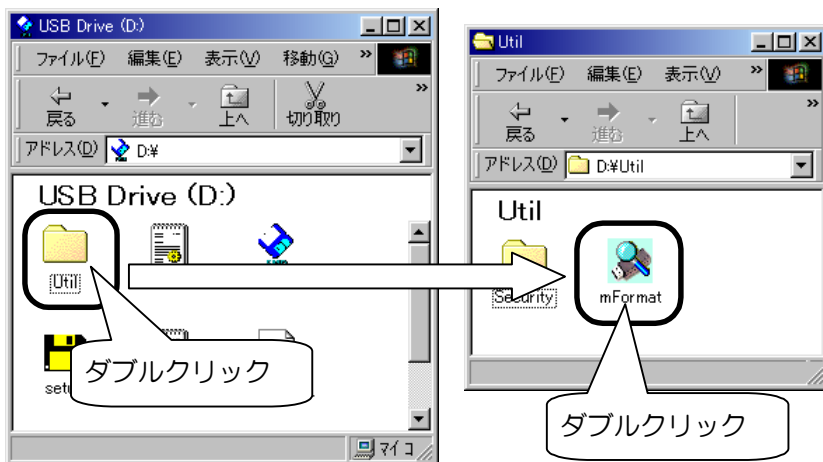 USB Drive (D:)
ファイル(F) 編集(E) 表示(V) 移動(G) »
戻る 進む 上へ 切り取り »
アドレス(D) D:¥
USB Drive (D:)
Util
ダブルクリック
マイコ
Util
ファイル(F) 編集(E) 表示(V) »
戻る 進む 上へ »
アドレス(D) D:¥Util
Util
Security mFormat
ダブルクリック